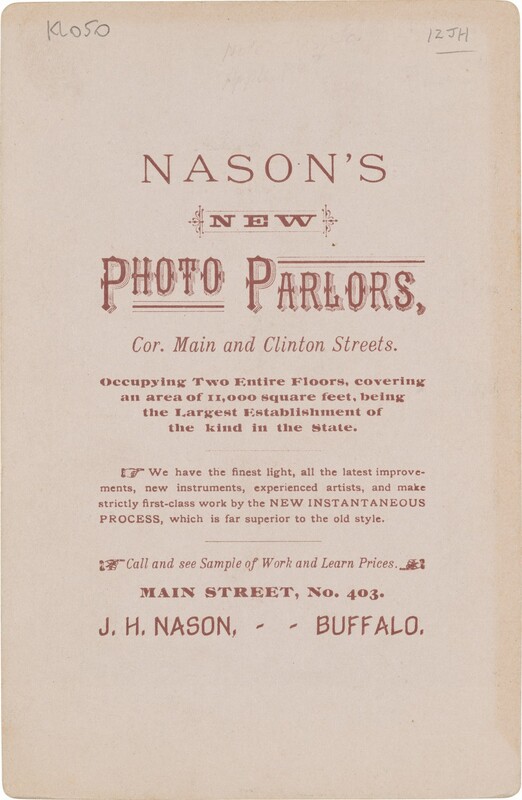 KL050
12JH
NASON'S
NEW
PHOTO PARLORS,
Cor. Main and Clinton Streets.
Occupying Two Entire Floors, covering
an area of 11,000 square feet, being
the Largest Establishment of
the kind in the State.
We have the finest light, all the latest improve-
ments, new instruments, experienced artists, and make
strictly first-class work by the NEW INSTANTANEOUS
PROCESS, which is far superior to the old style.
Call and see Sample of Work and Learn Prices.
MAIN STREET, No. 403.
J. H. NASON, - - BUFFALO.